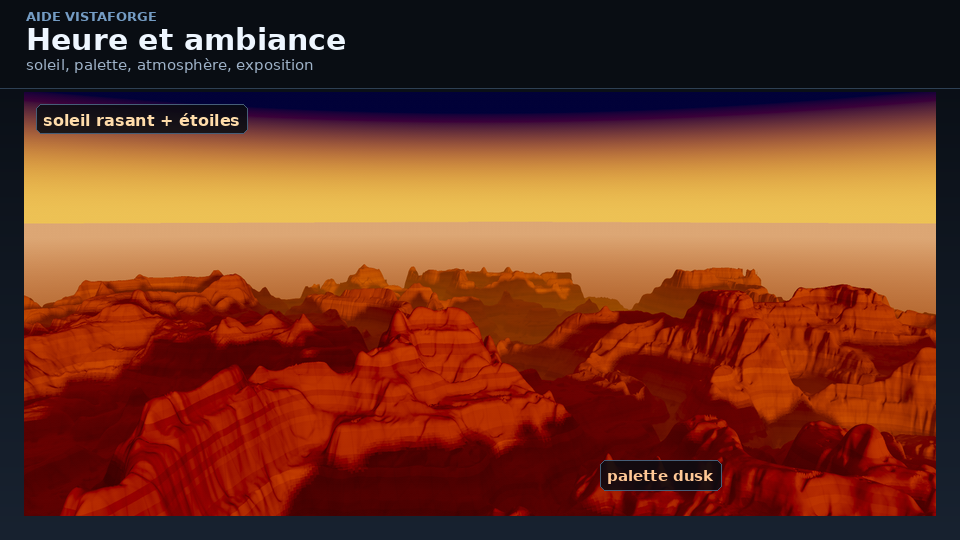 AIDE VISTAFORGE
Heure et ambiance
soleil, palette, atmosphère, exposition
soleil rasant + étoiles
palette dusk